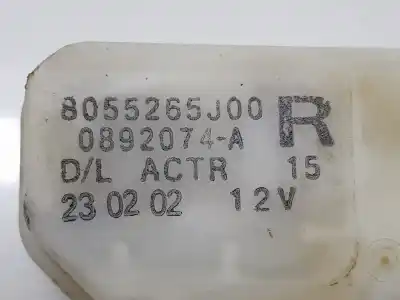 8055265J00 R
0892074-A
D/L ACTR 15
23 02 02 12V